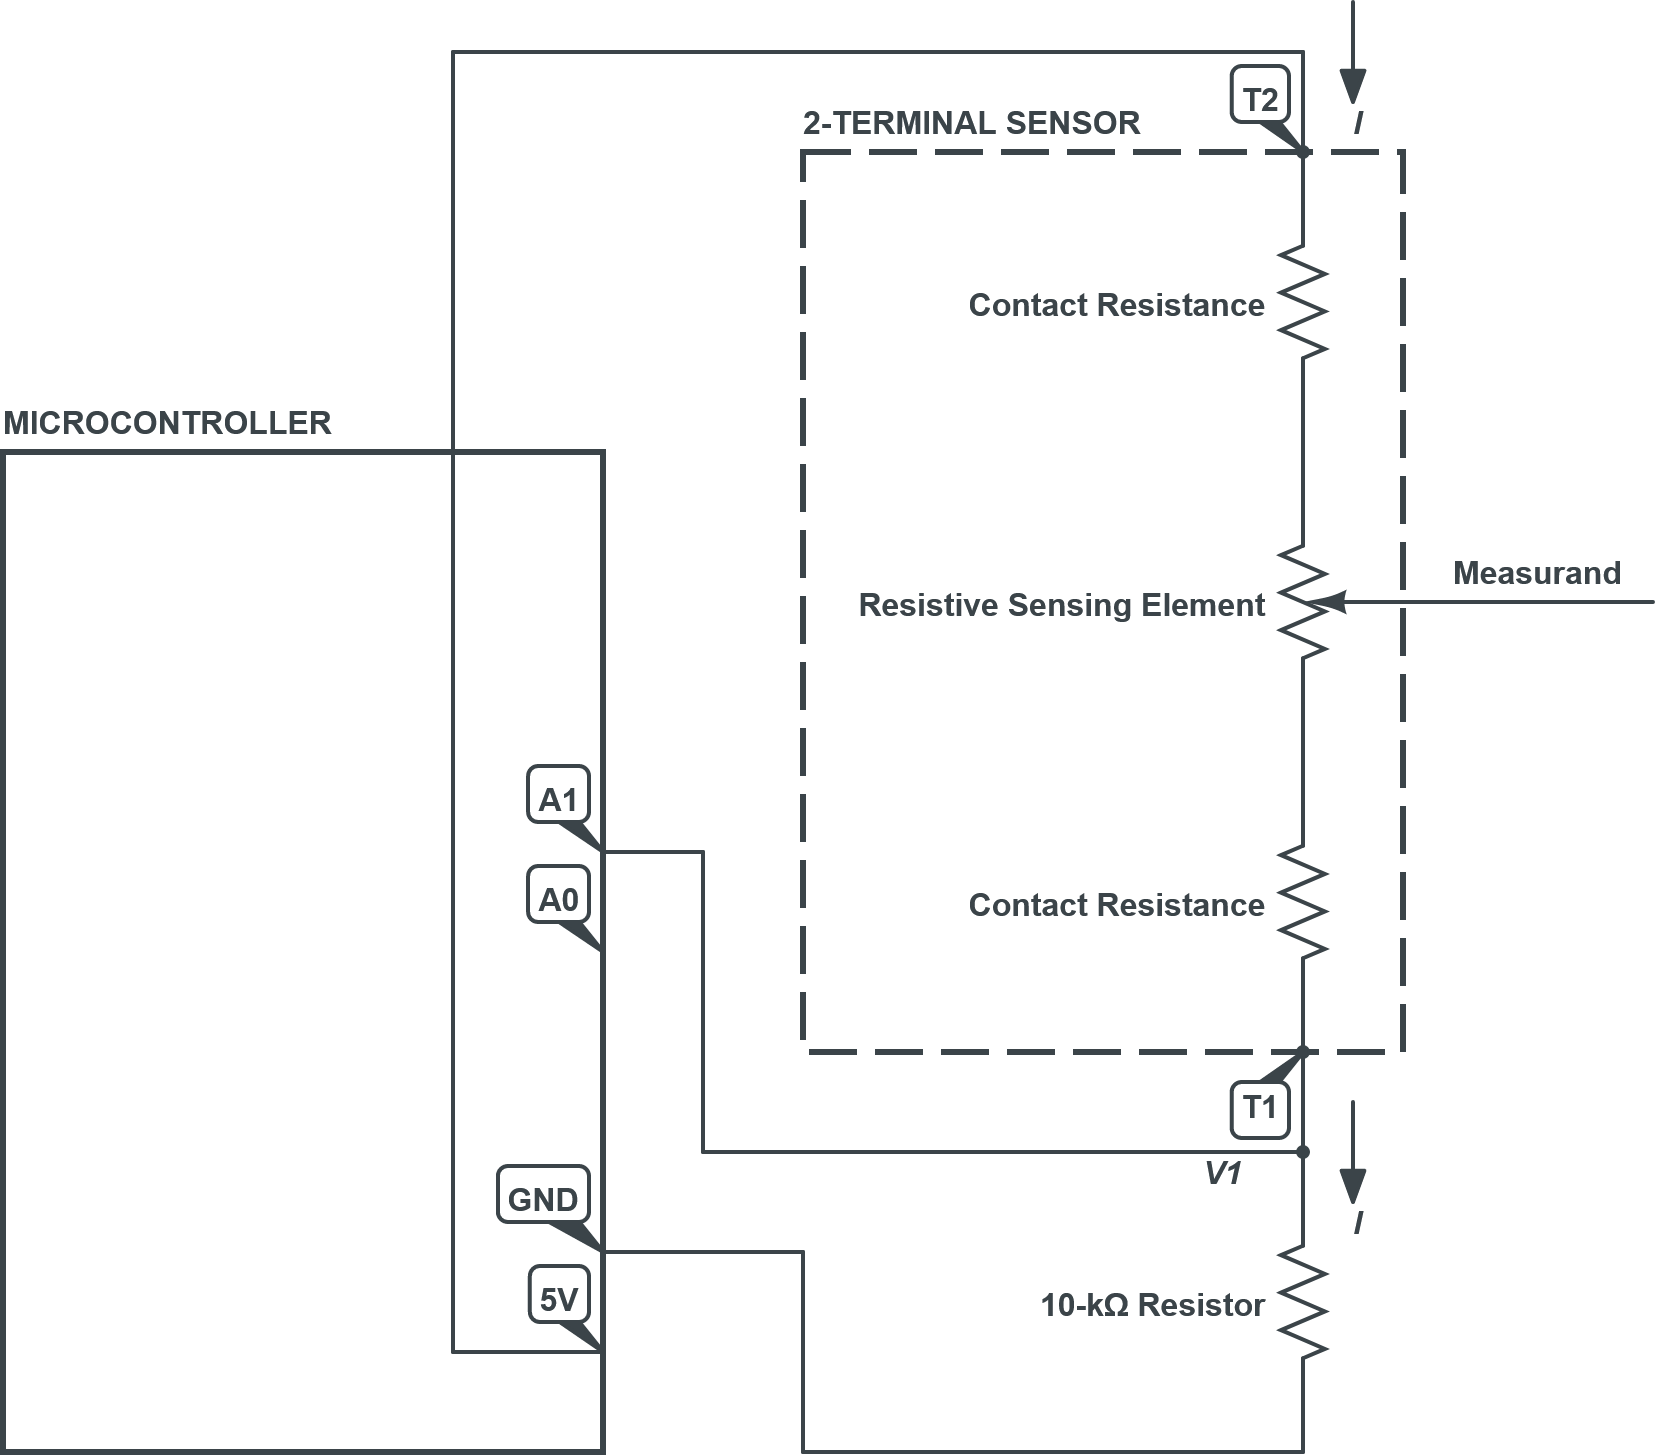 T2
I
2-TERMINAL SENSOR
Contact Resistance
MICROCONTROLLER
Measurand
Resistive Sensing Element
A1
A0
Contact Resistance
T1
V1
GND
I
5V
10-kΩ Resistor